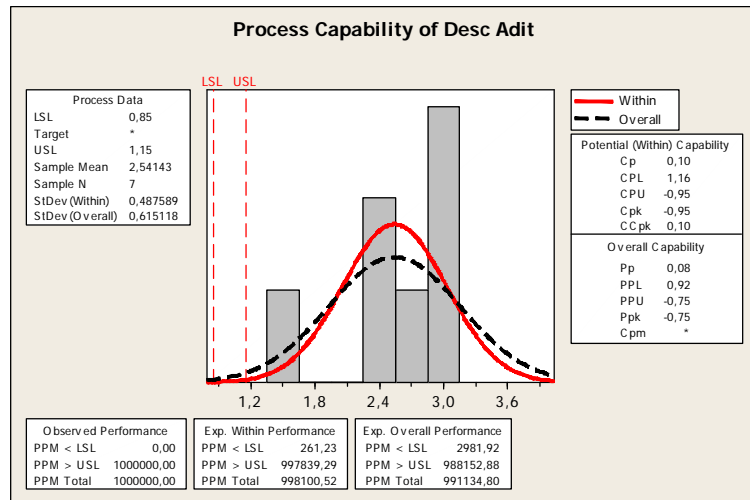 Process Capability of Desc Adit
LSL USL
Process Data
LSL 0,85
Target *
USL 1,15
Sample Mean 2,54143
Sample N 7
StDev(Within) 0,487589
StDev(Overall) 0,615118
Within
Overall
Potential (Within) Capability
Cp 0,10
CPL 1,16
CPU -0,95
Cpk -0,95
CCpk 0,10
Overall Capability
Pp 0,08
PPL 0,92
PPU -0,75
Ppk -0,75
Cpm *
1,2 1,8 2,4 3,0 3,6
Observed Performance
PPM < LSL 0,00
PPM > USL 1000000,00
PPM Total 1000000,00
Exp. Within Performance
PPM < LSL 261,23
PPM > USL 997839,29
PPM Total 998100,52
Exp. Overall Performance
PPM < LSL 2981,92
PPM > USL 988152,88
PPM Total 991134,80